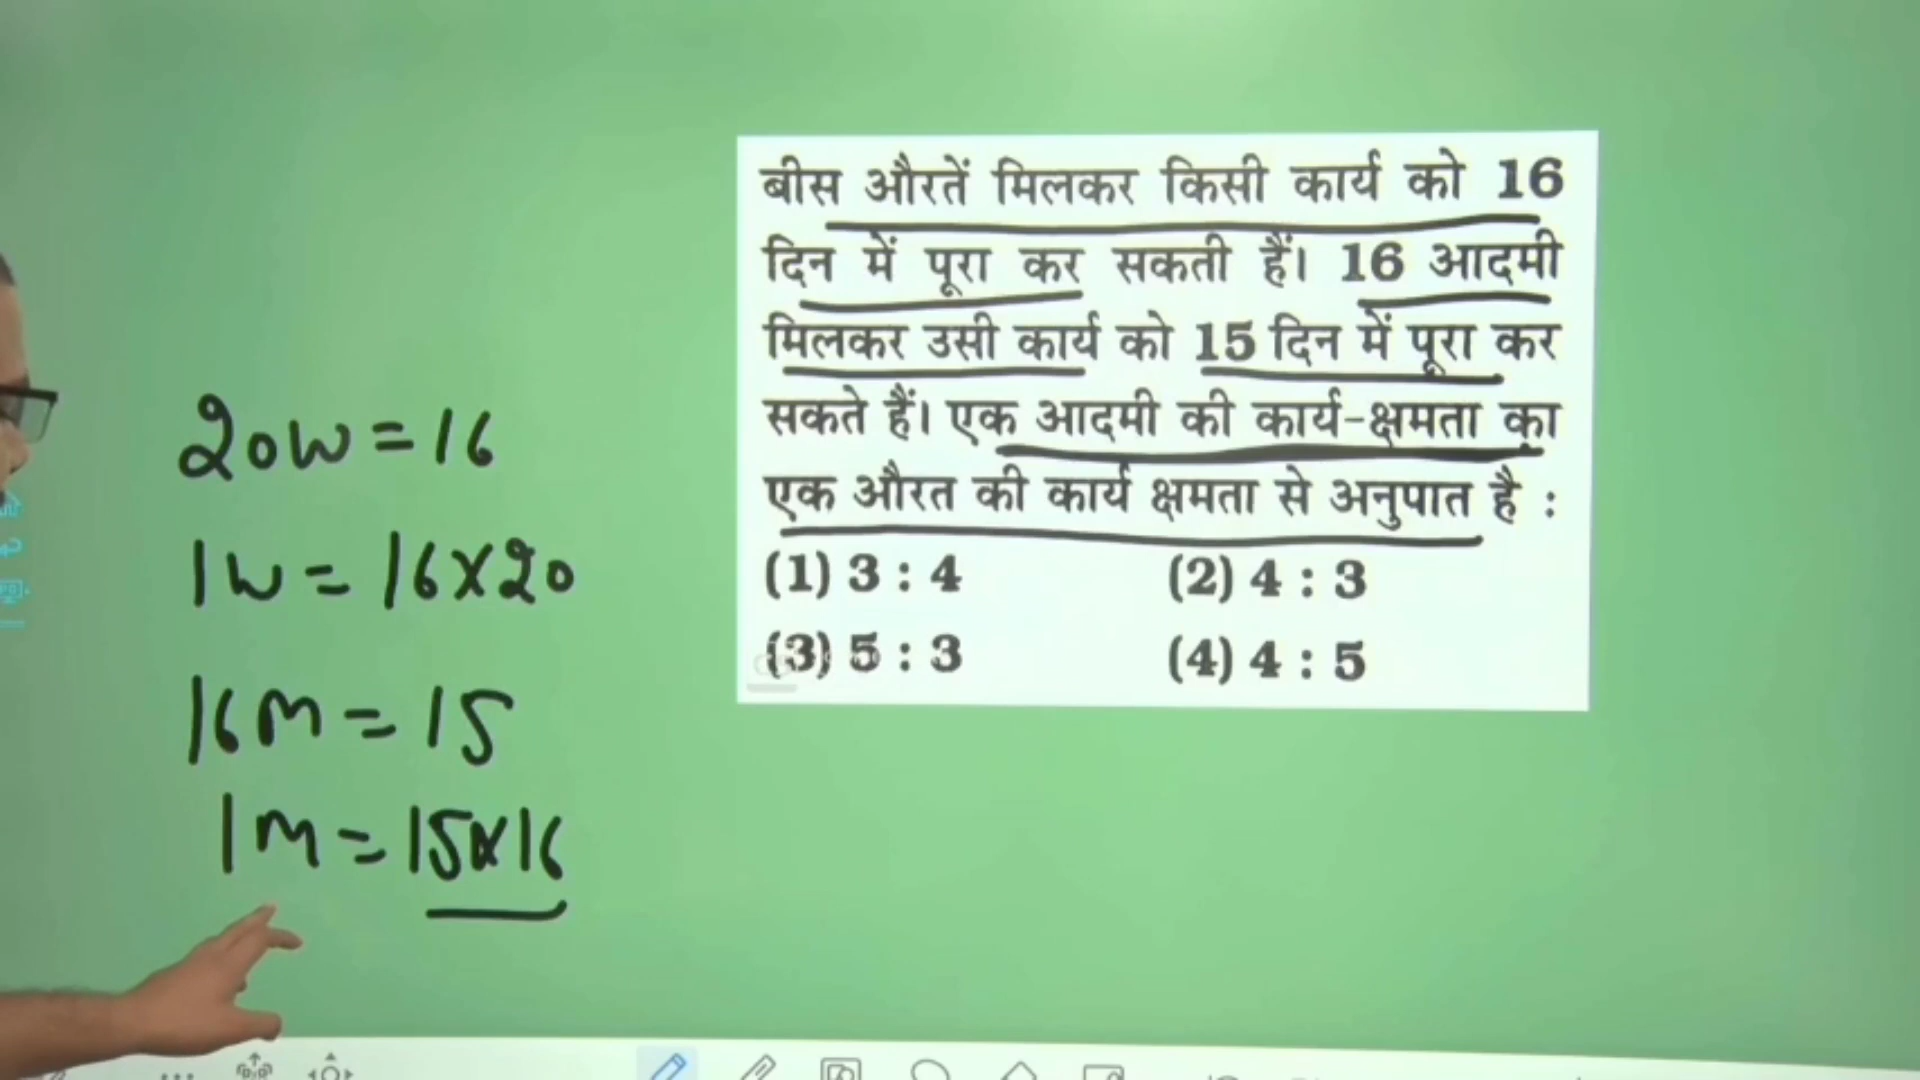 बीस औरतें मिलकर किसी कार्य को 16
दिन में पूरा कर सकती हैं। 16 आदमी
मिलकर उसी कार्य को 15 दिन में पूरा कर
सकते हैं। एक आदमी की कार्य-क्षमता का
एक औरत की कार्य क्षमता से अनुपात है :
(1) 3 : 4 (2) 4 : 3
(3) 5 : 3 (4) 4 : 5
20W = 16
1W = 16×20
16M = 15
1M = 15×16